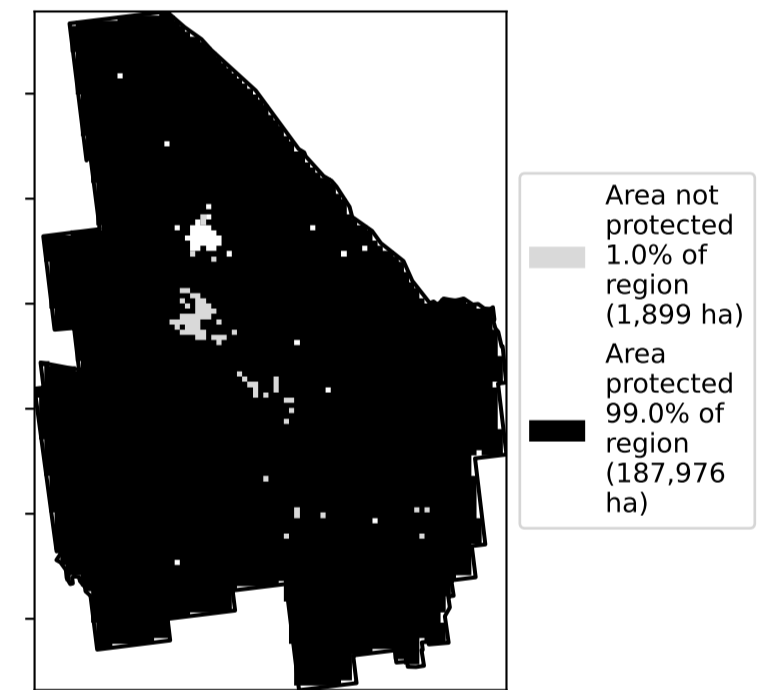 Area not
protected
1.0% of
region
(1,899 ha)
Area
protected
99.0% of
region
(187,976
ha)